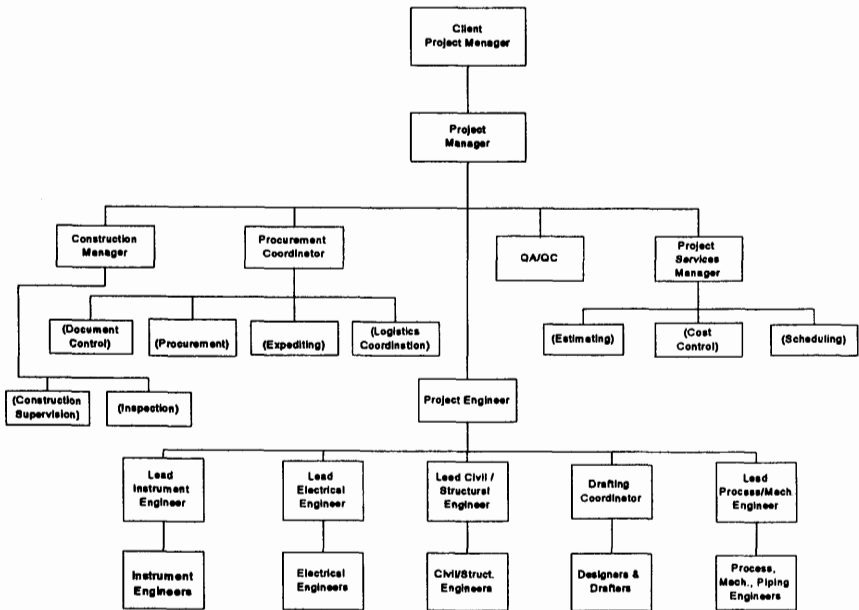 Client
Project Manager
Project
Manager
Construction
Manager
Procurement
Coordinator
QA/QC
Project
Services
Manager
(Document
Control)
(Procurement)
(Expediting)
(Logistics
Coordination)
(Estimating)
(Cost
Control)
(Scheduling)
(Construction
Supervision)
(Inspection)
Project Engineer
Lead
Instrument
Engineer
Lead
Electrical
Engineer
Lead Civil /
Structural Engineer
Drafting
Coordinator
Lead
Process/Mech
Engineer
Instrument
Engineers
Electrical
Engineers
Civil/Struct.
Engineers
Designers &
Drafters
Process,
Mech., Piping
Engineers